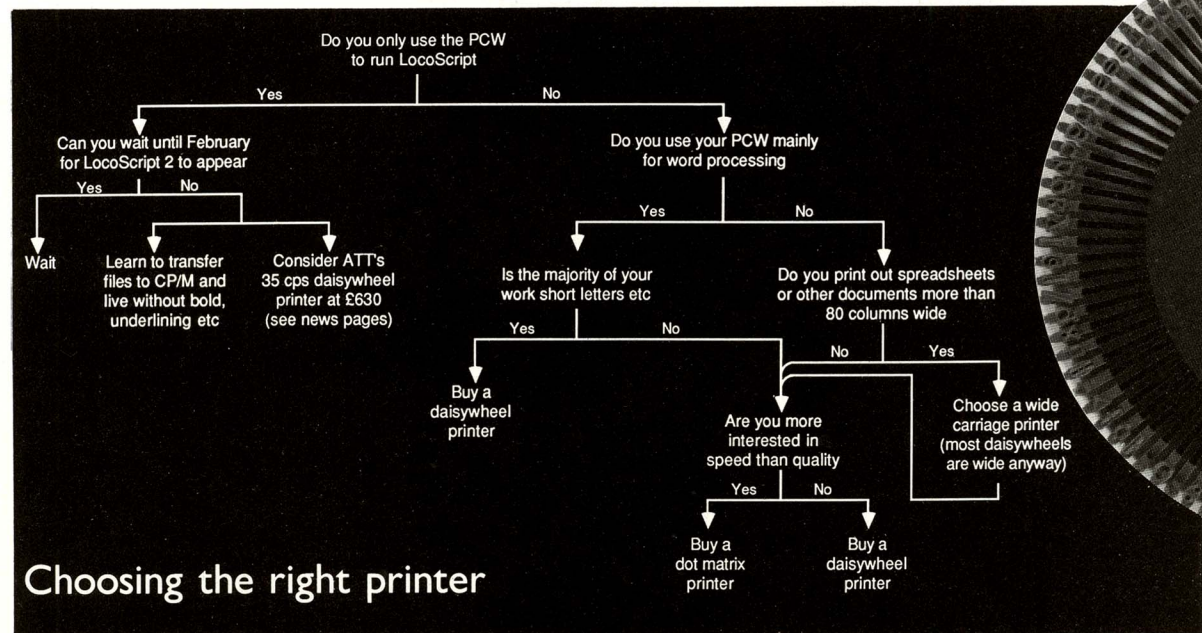 Do you only use the PCW
to run LocoScript
Yes
No
Can you wait until February
for LocoScript 2 to appear
Yes
No
Wait
Learn to transfer
files to CP/M and
live without bold,
underlining etc
Consider ATT's
35 cps daisywheel
printer at £630
(see news pages)
Do you use your PCW mainly
for word processing
Yes
No
Is the majority of your
work short letters etc
Yes
No
Buy a
daisywheel
printer
Do you print out spreadsheets
or other documents more than
80 columns wide
No
Yes
Choose a wide
carriage printer
(most daisywheels
are wide anyway)
Are you more
interested in
speed than quality
Yes
No
Buy a
dot matrix
printer
Buy a
daisywheel
printer
Choosing the right printer